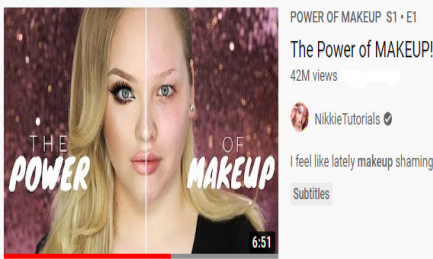 THE OF
POWER MAKEUP
6:51
POWER OF MAKEUP S1 • E1
The Power of MAKEUP!
42M views
NikkieTutorials
I feel like lately makeup shaming
Subtitles